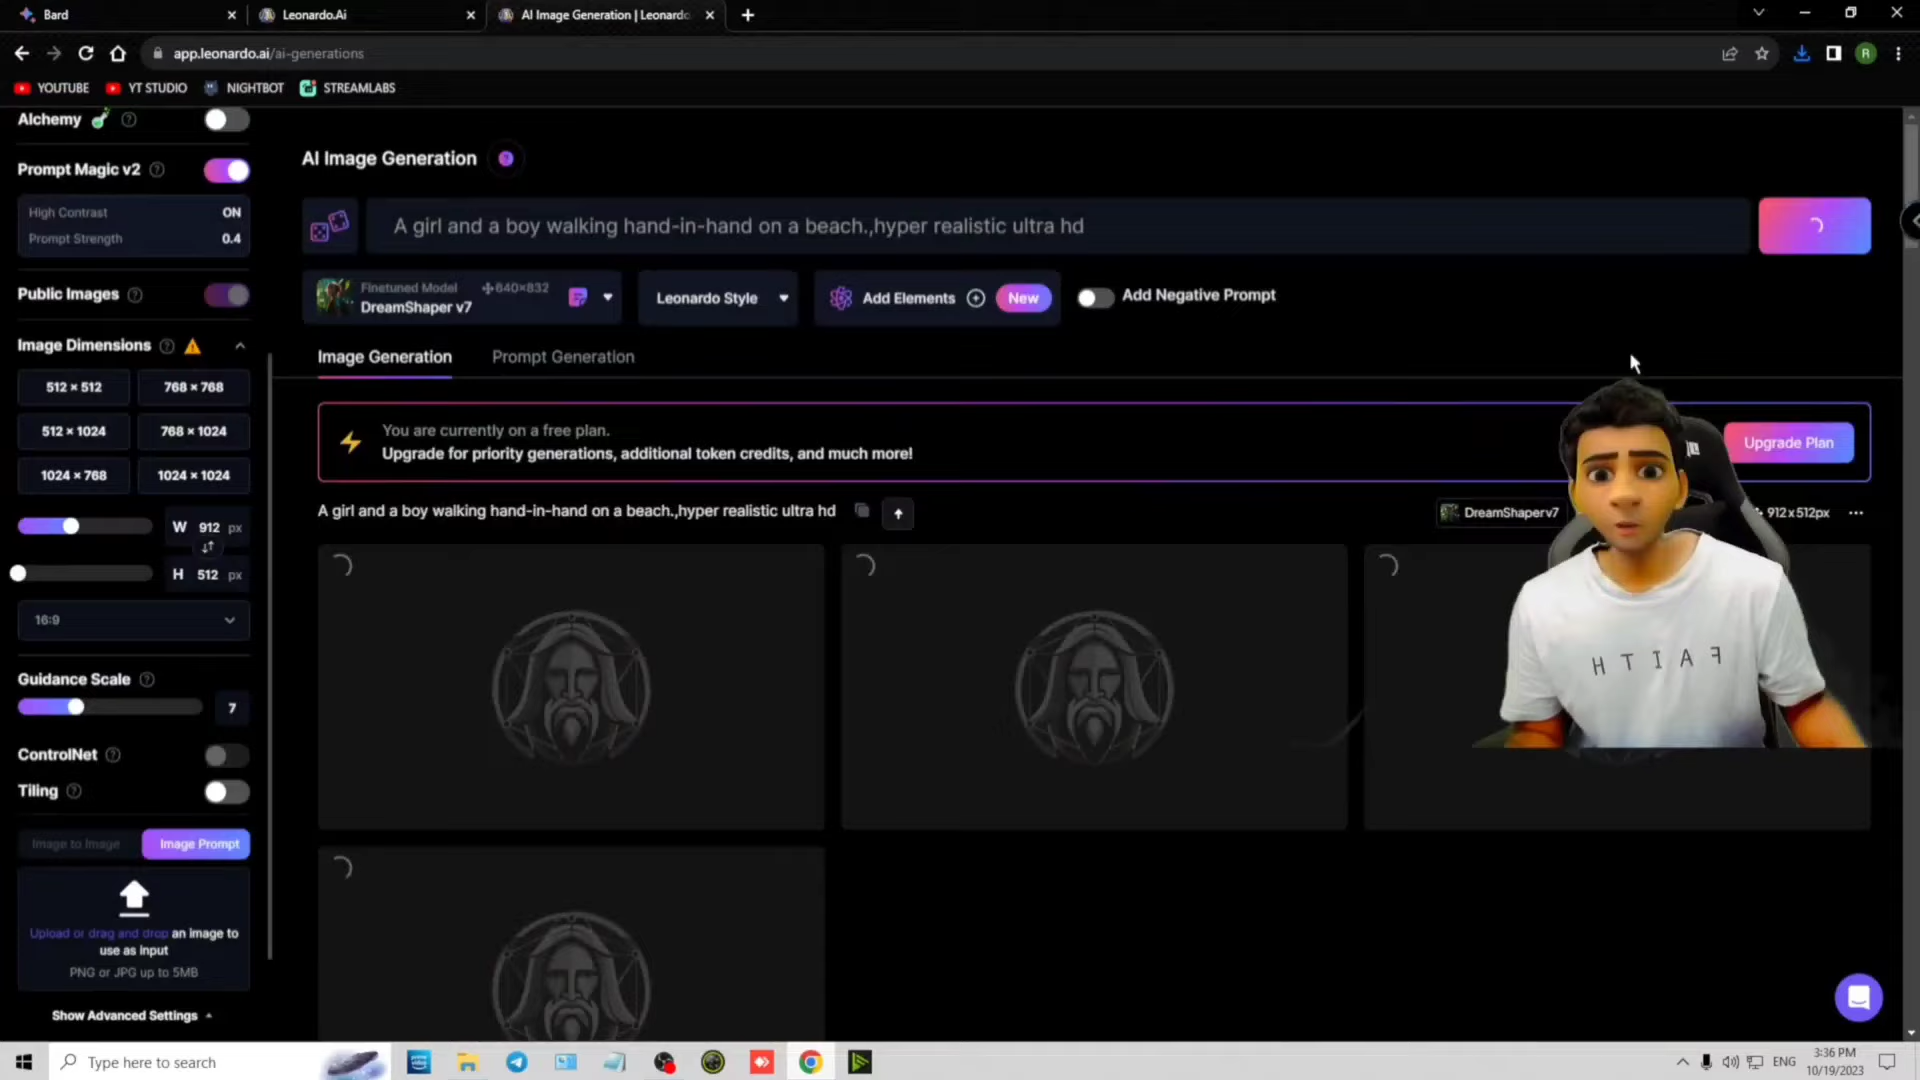 Bard
Leonardo.Ai
AI Image Generation | Leonardo
app.leonardo.ai/ai-generations
R
YOUTUBE
YT STUDIO
NIGHTBOT
STREAMLABS
Alchemy
Prompt Magic v2
High Contrast ON
Prompt Strength 0.4
Public Images
Image Dimensions
512 × 512
768 × 768
512 × 1024
768 × 1024
1024 × 768
1024 × 1024
W 912 px
H 512 px
16:9
Guidance Scale
7
ControlNet
Tiling
Image to Image
Image Prompt
Upload or drag and drop an image to
use as input
PNG or JPG up to 5MB
Show Advanced Settings
AI Image Generation
A girl and a boy walking hand-in-hand on a beach.,hyper realistic ultra hd
Finetuned Model
640×832
DreamShaper v7
Leonardo Style
Add Elements
New
Add Negative Prompt
Image Generation
Prompt Generation
You are currently on a free plan.
Upgrade for priority generations, additional token credits, and much more!
Upgrade Plan
A girl and a boy walking hand-in-hand on a beach.,hyper realistic ultra hd
DreamShaper v7
912 x 512px
FAITH
Type here to search
prime video
ENG
3:36 PM
10/19/2023